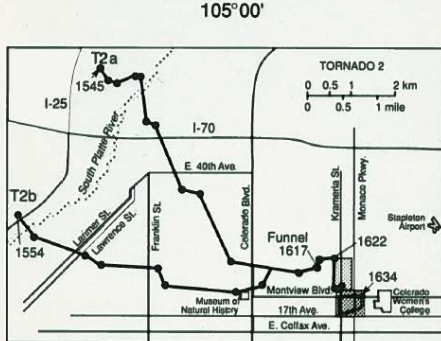 105°00'
T2a
TORNADO 2
1545
0 1 2 km
0 0.5 1 mile
I-25
South Platte River
I-70
E. 40th Ave.
T2b
Larimer St.
Lawrence St.
Franklin St.
Colorado Blvd.
Krameria St.
Monaco Pkwy.
Stapleton
Airport
Funnel
1617
1622
1554
1634
Museum of
Natural History
Montview Blvd.
Colorado
Women's
College
17th Ave.
E. Colfax Ave.